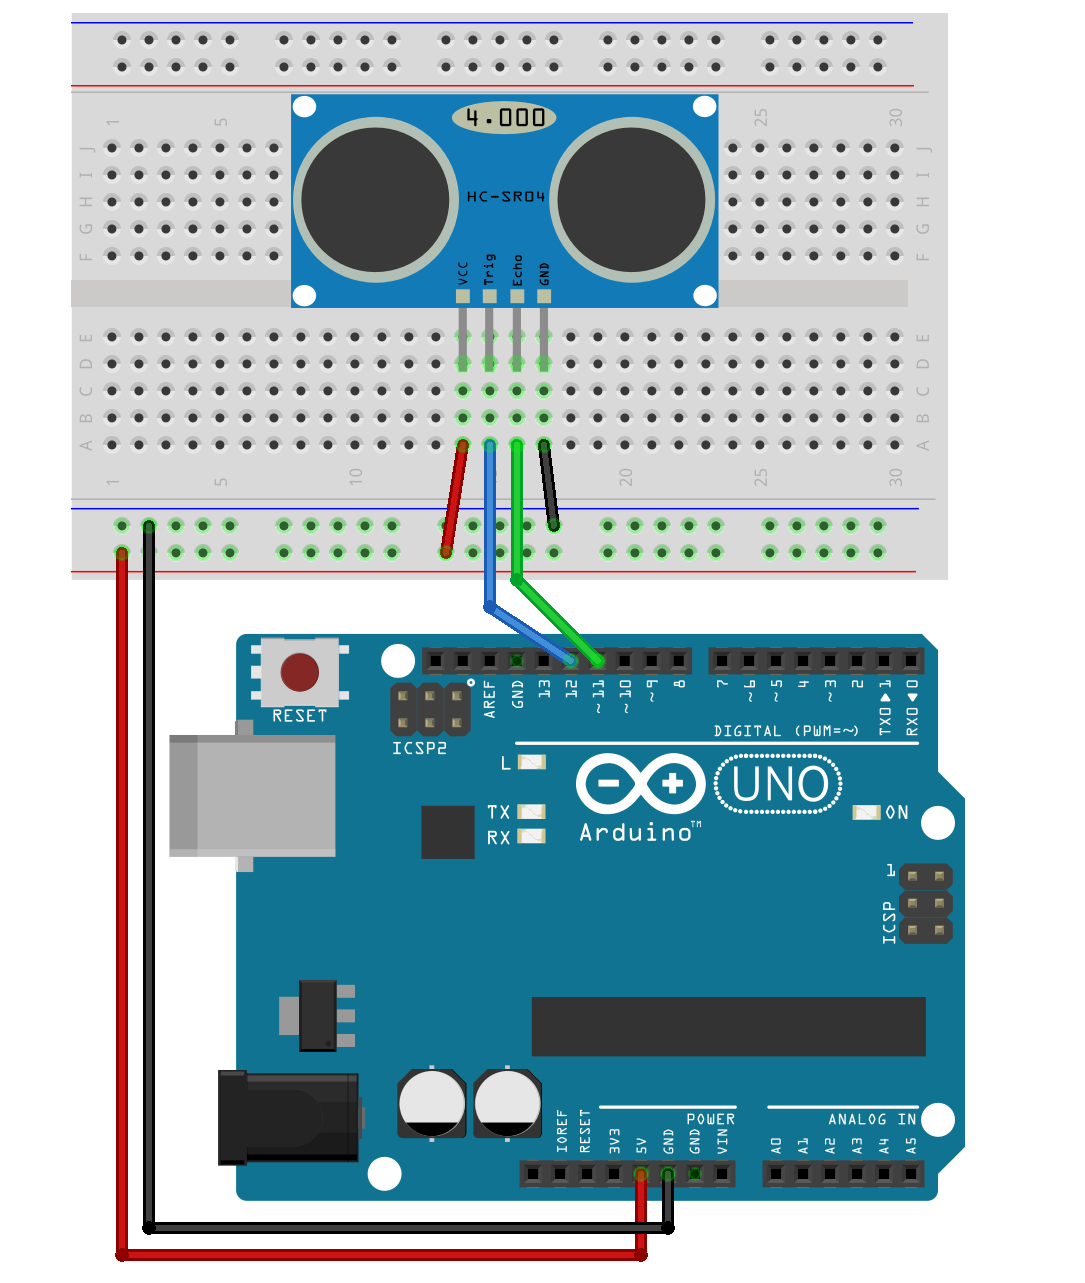 1 5 25 30
J J
I I
H H
G G
F F
4.000
HC-SR04
VCC Trig Echo GND
E E
D D
C C
B B
A A
1 5 10 20 25 30
RESET
ICSP2
AREF GND 13 12 ~11 ~10 ~9 8 7 ~6 ~5 4 ~3 2 TX0▶1 RX0◀0
DIGITAL (PWM=~)
L
TX
RX
UNO
Arduino™
ON
1
ICSP
POWER
ANALOG IN
IOREF RESET 3V3 5V GND GND VIN A0 A1 A2 A3 A4 A5